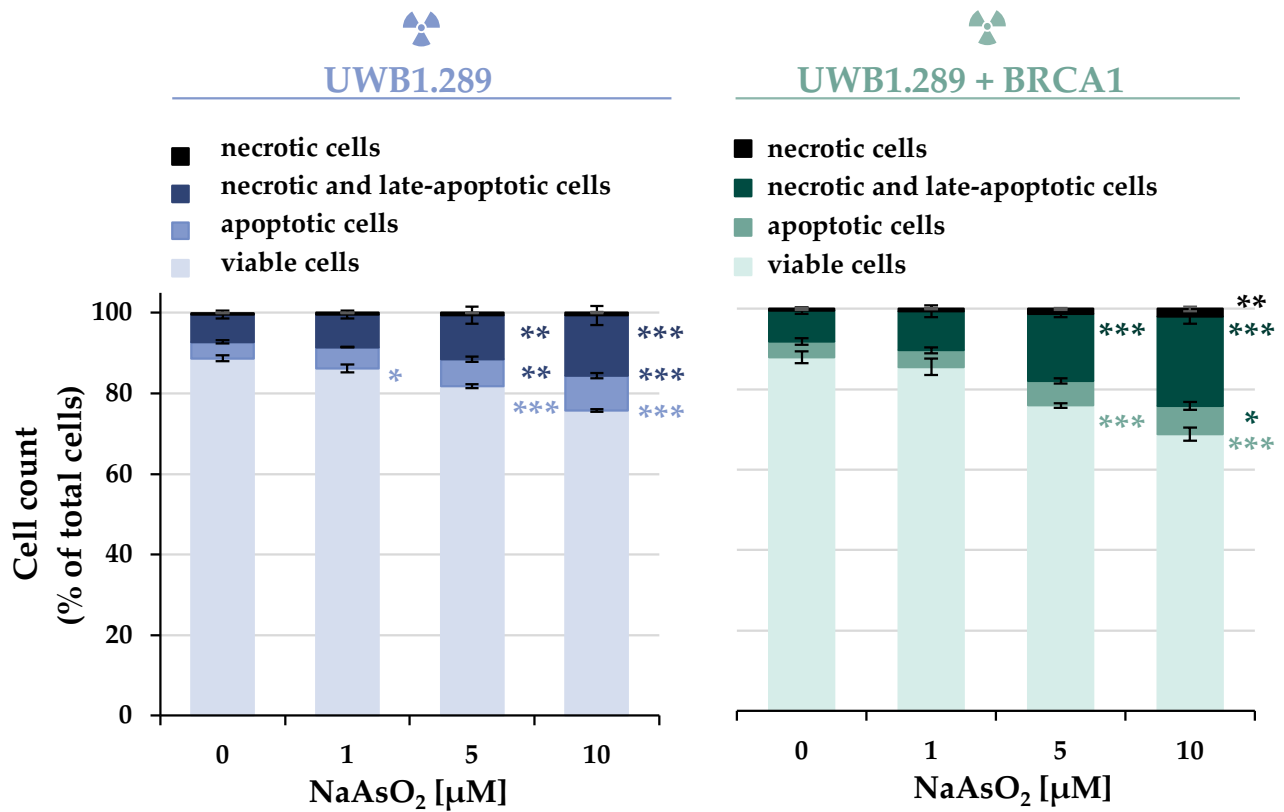 UWB1.289
necrotic cells
necrotic and late-apoptotic cells
apoptotic cells
viable cells
Cell count
(% of total cells)
100
80
60
40
20
0
**
***
**
***
*
***
***
0
1
5
10
NaAsO₂ [μM]
UWB1.289 + BRCA1
necrotic cells
necrotic and late-apoptotic cells
apoptotic cells
viable cells
**
***
***
*
***
***
0
1
5
10
NaAsO₂ [μM]